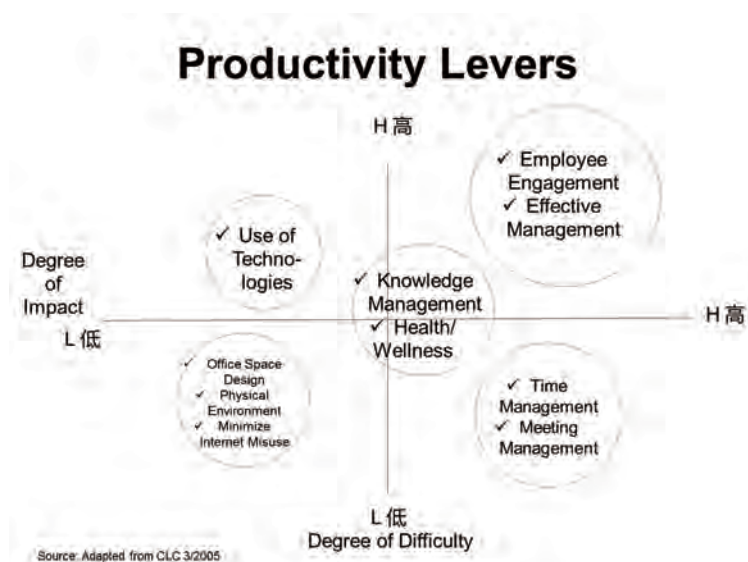 Productivity Levers
H 高
✓ Employee
Engagement
✓ Effective
Management
✓ Use of
Techno-
logies
Degree
of
Impact
L 低
✓ Knowledge
Management
✓ Health/
Wellness
H 高
✓ Office Space
Design
✓ Physical
Environment
✓ Minimize
Internet Misuse
✓ Time
Management
✓ Meeting
Management
L 低
Degree of Difficulty
Source: Adapted from CLC 3/2005